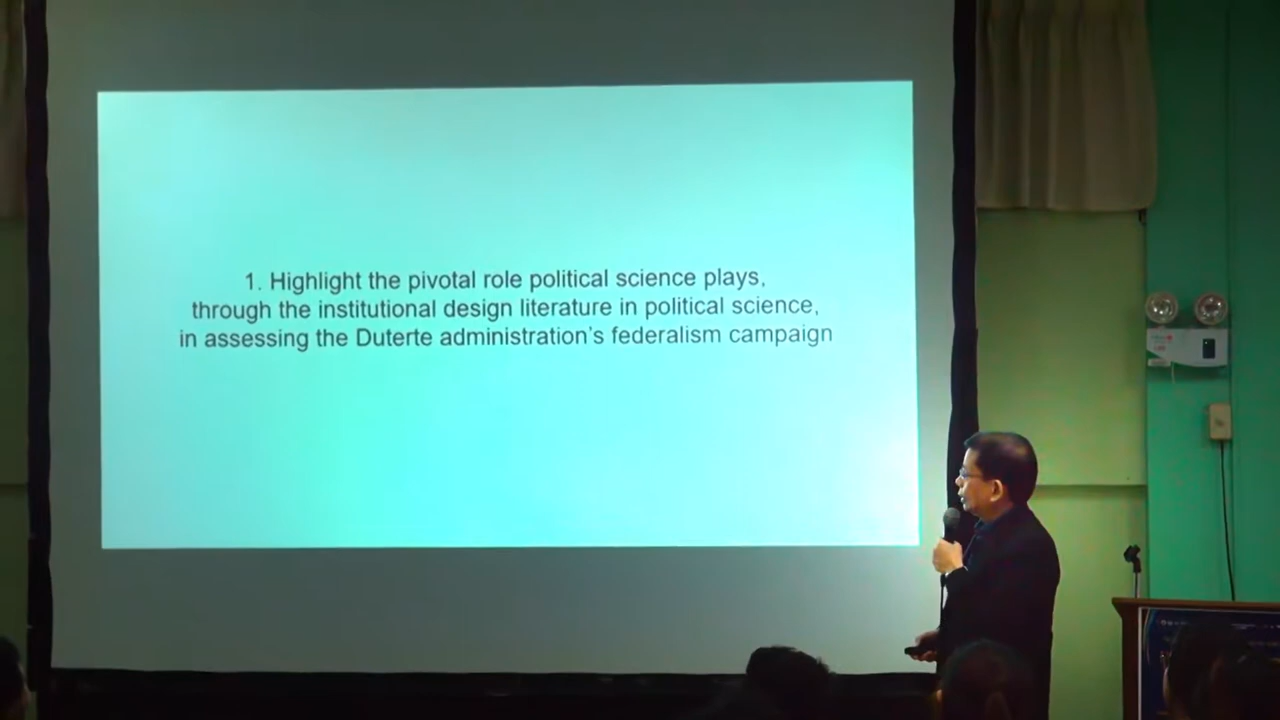 1. Highlight the pivotal role political science plays,
through the institutional design literature in political science,
in assessing the Duterte administration's federalism campaign